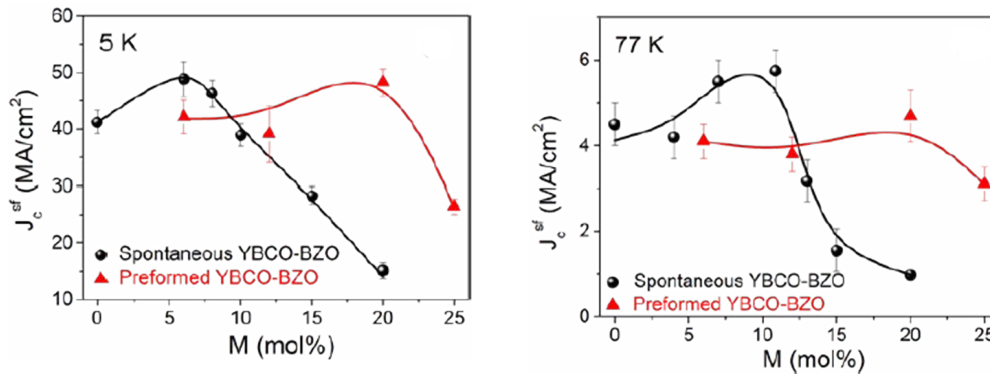 60
50
40
30
20
10
5 K
J_c^sf (MA/cm²)
Spontaneous YBCO-BZO
Preformed YBCO-BZO
0 5 10 15 20 25
M (mol%)
6
4
2
0
77 K
J_c^sf (MA/cm²)
Spontaneous YBCO-BZO
Preformed YBCO-BZO
0 5 10 15 20 25
M (mol%)